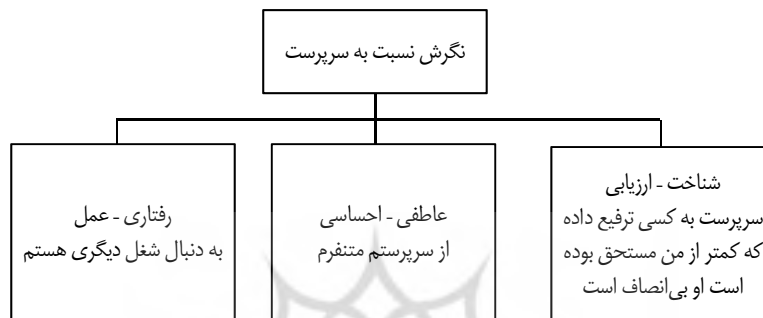 نگرش نسبت به سرپرست
شناخت - ارزیابی
سرپرست به کسی ترفیع داده
که کمتر از من مستحق بوده
است او بی‌انصاف است
عاطفی - احساسی
از سرپرستم متنفرم
رفتاری - عمل
به دنبال شغل دیگری هستم